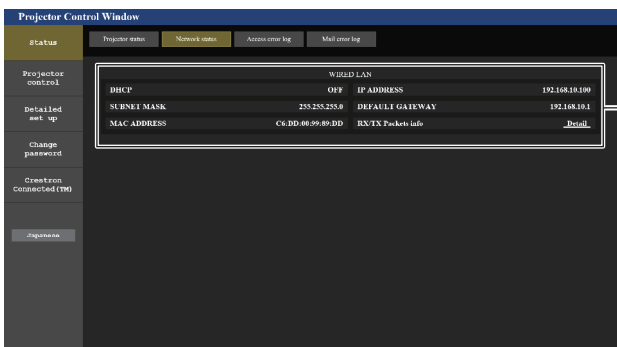 Projector Control Window
Status
Projector status
Network status
Access error log
Mail error log
Projector
control
Detailed
set up
Change
password
Crestron
Connected(TM)
Japanese
WIRED LAN
DHCP OFF IP ADDRESS 192.168.10.100
SUBNET MASK 255.255.255.0 DEFAULT GATEWAY 192.168.10.1
MAC ADDRESS C6:DD:00:99:89:DD RX/TX Packets info Detail